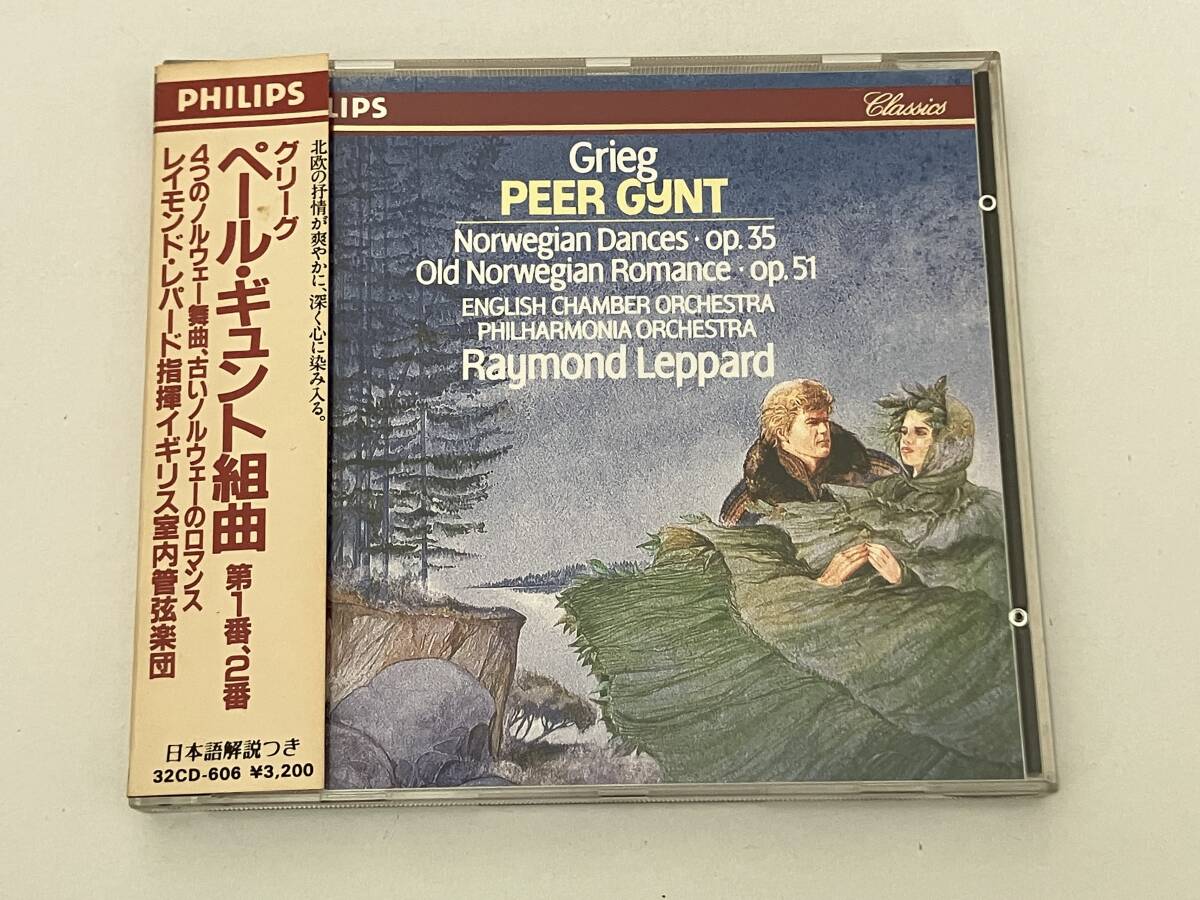 PHILIPS
北欧の抒情が爽やかに、深く心に染み入る。
グリーグ
ペール・ギュント組曲 第1番、2番
4つのノルウェー舞曲、古いノルウェーのロマンス
レイモンド・レパード指揮イギリス室内管弦楽団
日本語解説つき
32CD-606 ¥3,200
LIPS
Classics
Grieg
PEER GYNT
Norwegian Dances · op. 35
Old Norwegian Romance · op. 51
ENGLISH CHAMBER ORCHESTRA
PHILHARMONIA ORCHESTRA
Raymond Leppard